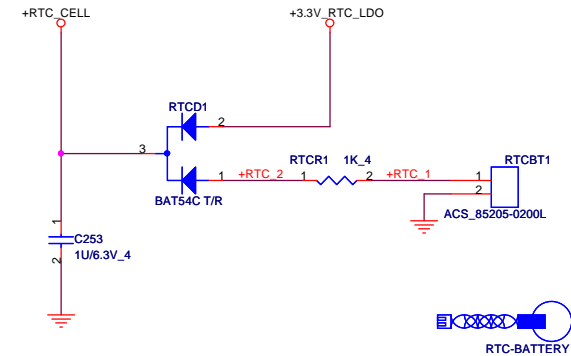 +RTC_CELL
+3.3V_RTC_LDO
RTCD1
2
3
RTCR1 1K_4
RTCBT1
1 +RTC_2 1 2 +RTC_1 1
2
BAT54C T/R
ACS_85205-0200L
1
C253
1U/6.3V_4
2
RTC-BATTERY